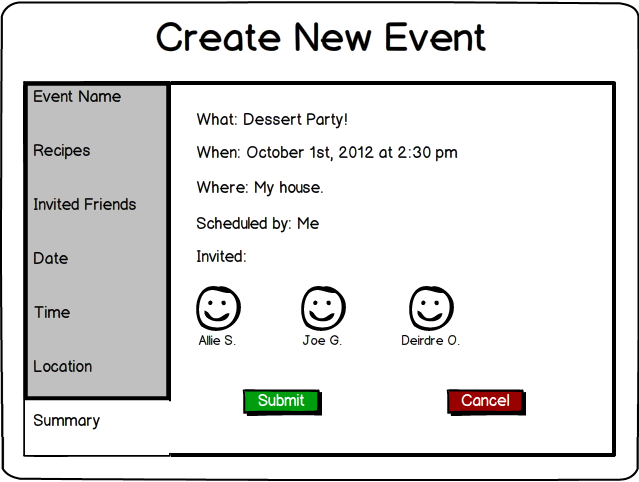 Create New Event
Event Name
Recipes
Invited Friends
Date
Time
Location
Summary
What: Dessert Party!
When: October 1st, 2012 at 2:30 pm
Where: My house.
Scheduled by: Me
Invited:
Allie S. Joe G. Deirdre O.
Submit Cancel